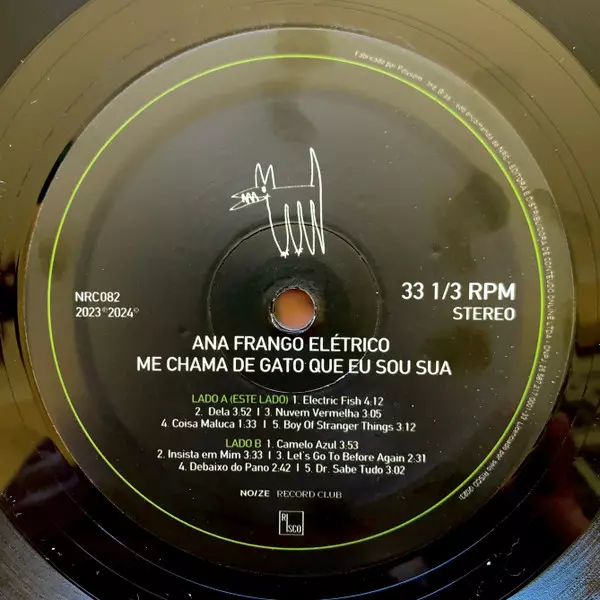 Fabricado por Polysom
NRC082
2023℗2024©
33 1/3 RPM
STEREO
ANA FRANGO ELÉTRICO
ME CHAMA DE GATO QUE EU SOU SUA
LADO A (ESTE LADO) 1. Electric Fish 4:12
2. Dela 3:52 | 3. Nuvem Vermelha 3:05
4. Coisa Maluca 1:33 | 5. Boy Of Stranger Things 3:12
LADO B 1. Camelo Azul 3:53
2. Insista em Mim 3:33 | 3. Let's Go To Before Again 2:31
4. Debaixo do Pano 2:42 | 5. Dr. Sabe Tudo 3:02
NO/ZE RECORD CLUB
RISCO